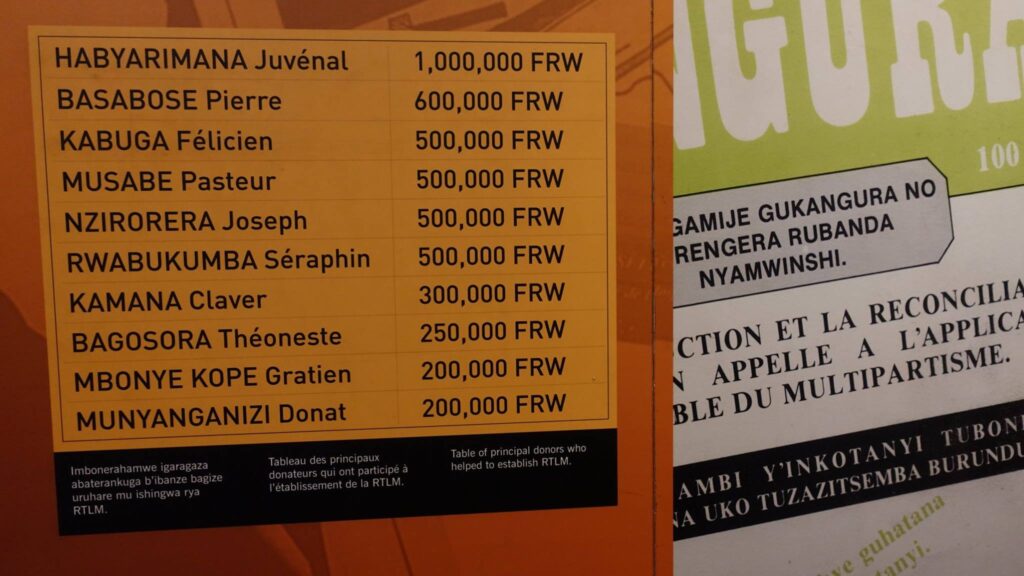 HABYARIMANA Juvénal 1,000,000 FRW
BASABOSE Pierre 600,000 FRW
KABUGA Félicien 500,000 FRW
MUSABE Pasteur 500,000 FRW
NZIRORERA Joseph 500,000 FRW
RWABUKUMBA Séraphin 500,000 FRW
KAMANA Claver 300,000 FRW
BAGOSORA Théoneste 250,000 FRW
MBONYE KOPE Gratien 200,000 FRW
MUNYANGANIZI Donat 200,000 FRW
Imbonerahamwe igaragaza
abaterankuga b'ibanze bagize
uruhare mu ishingwa rya
RTLM.
Tableau des principaux
donateurs qui ont participé à
l'établissement de la RTLM.
Table of principal donors who
helped to establish RTLM.
NGURA
100
GAMIJE GUKANGURA NO
RENGERA RUBANDA
NYAMWINSHI.
CTION ET LA RECONCILIA
N APPELLE A L'APPLICA
BLE DU MULTIPARTISME.
AMBI Y'INKOTANYI TUBONE
NA UKO TUZAZITSEMBA BURUNDU
ye guhatana
tanyi.